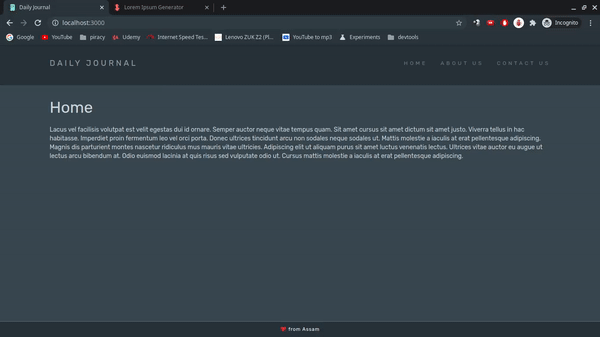 Daily Journal
Lorem Ipsum Generator
localhost:3000
Incognito
Google YouTube piracy Udemy Internet Speed Tes... Lenovo ZUK Z2 (Pl... YouTube to mp3 Experiments devtools
DAILY JOURNAL
HOME ABOUT US CONTACT US
Home
Lacus vel facilisis volutpat est velit egestas dui id ornare. Semper auctor neque vitae tempus quam. Sit amet cursus sit amet dictum sit amet justo. Viverra tellus in hac
habitasse. Imperdiet proin fermentum leo vel orci porta. Donec ultrices tincidunt arcu non sodales neque sodales ut. Mattis molestie a iaculis at erat pellentesque adipiscing.
Magnis dis parturient montes nascetur ridiculus mus mauris vitae ultricies. Adipiscing elit ut aliquam purus sit amet luctus venenatis lectus. Ultrices vitae auctor eu augue ut
lectus arcu bibendum at. Odio euismod lacinia at quis risus sed vulputate odio ut. Cursus mattis molestie a iaculis at erat pellentesque adipiscing.
from Assam